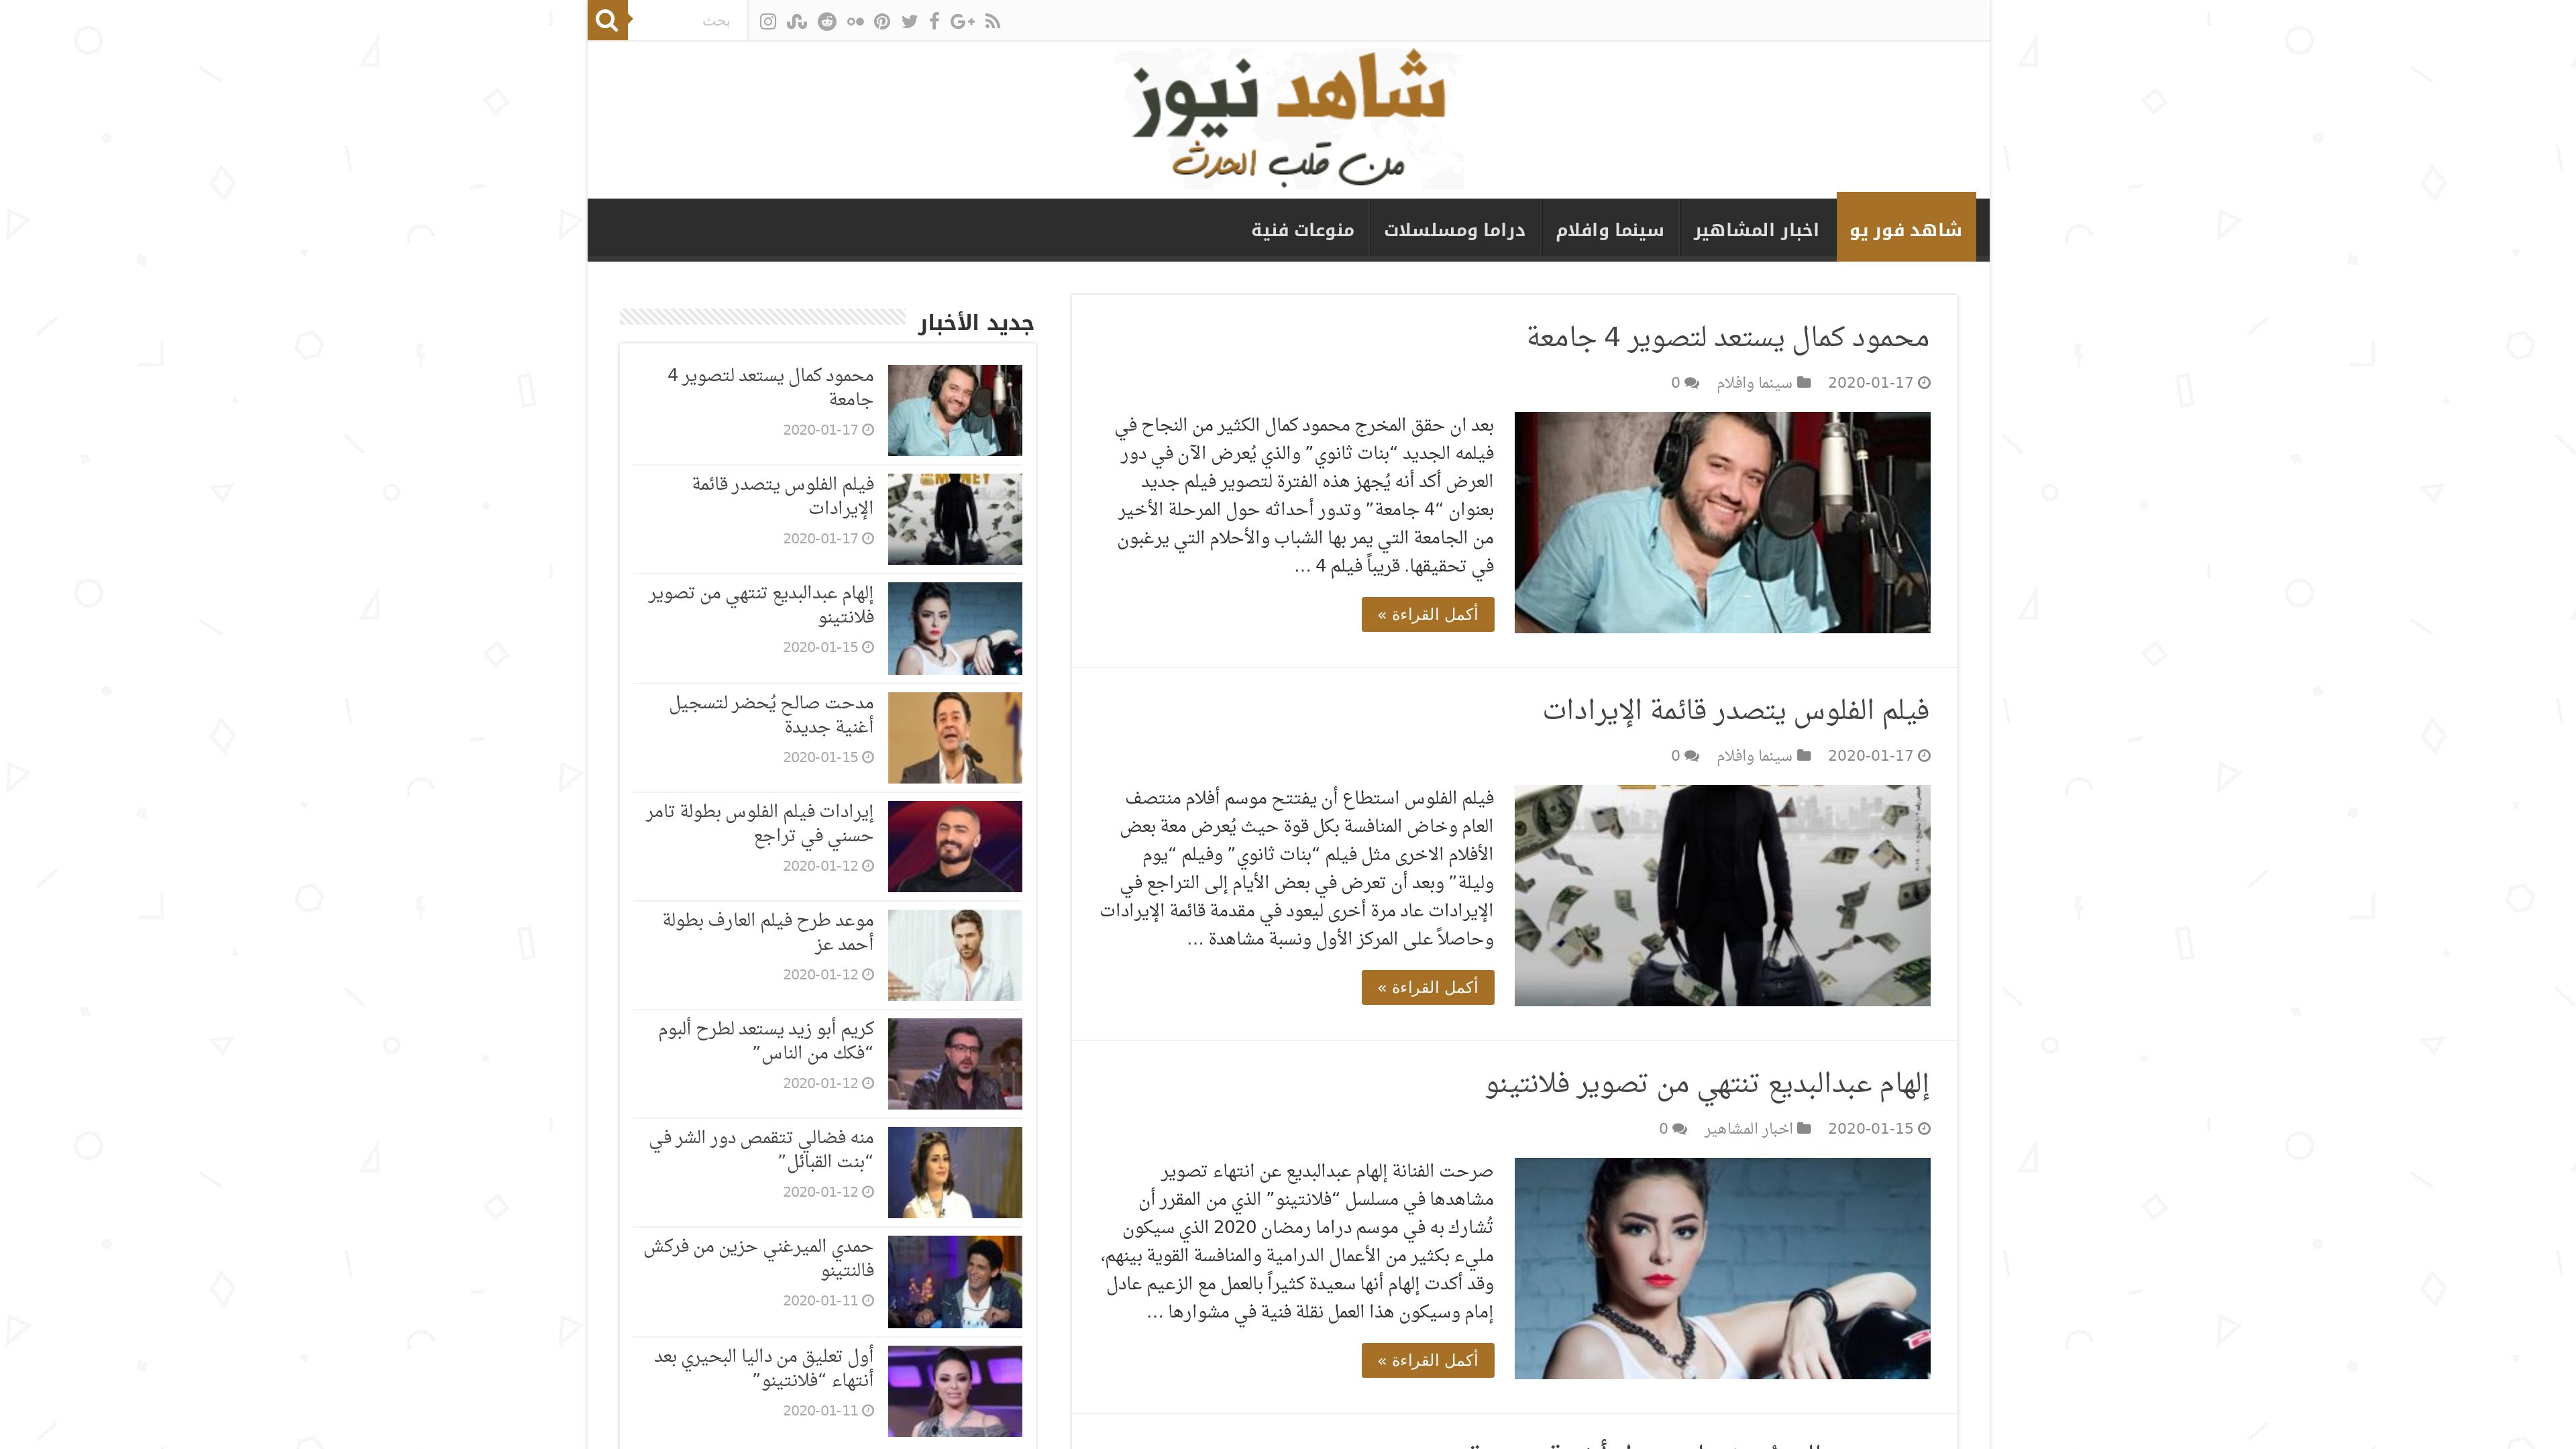 بحث
شاهد نيوز
من قلب الحدث
شاهد فور يو
اخبار المشاهير
سينما وافلام
دراما ومسلسلات
منوعات فنية
محمود كمال يستعد لتصوير 4 جامعة
2020-01-17 سينما وافلام 0
بعد ان حقق المخرج محمود كمال الكثير من النجاح في
فيلمه الجديد “بنات ثانوي” والذي يُعرض الآن في دور
العرض أكد أنه يُجهز هذه الفترة لتصوير فيلم جديد
بعنوان “4 جامعة” وتدور أحداثه حول المرحلة الأخير
من الجامعة التي يمر بها الشباب والأحلام التي يرغبون
في تحقيقها. قريباً فيلم 4 ...
أكمل القراءة »
فيلم الفلوس يتصدر قائمة الإيرادات
2020-01-17 سينما وافلام 0
فيلم الفلوس استطاع أن يفتتح موسم أفلام منتصف
العام وخاض المنافسة بكل قوة حيث يُعرض معة بعض
الأفلام الاخرى مثل فيلم “بنات ثانوي” وفيلم “يوم
وليلة” وبعد أن تعرض في بعض الأيام إلى التراجع في
الإيرادات عاد مرة أخرى ليعود في مقدمة قائمة الإيرادات
وحاصلاً على المركز الأول ونسبة مشاهدة ...
أكمل القراءة »
إلهام عبدالبديع تنتهي من تصوير فلانتينو
2020-01-15 اخبار المشاهير 0
صرحت الفنانة إلهام عبدالبديع عن انتهاء تصوير
مشاهدها في مسلسل “فلانتينو” الذي من المقرر أن
تُشارك به في موسم دراما رمضان 2020 الذي سيكون
مليء بكثير من الأعمال الدرامية والمنافسة القوية بينهم،
وقد أكدت إلهام أنها سعيدة كثيراً بالعمل مع الزعيم عادل
إمام وسيكون هذا العمل نقلة فنية في مشوارها ...
أكمل القراءة »
جديد الأخبار
محمود كمال يستعد لتصوير 4
جامعة
2020-01-17
فيلم الفلوس يتصدر قائمة
الإيرادات
2020-01-17
إلهام عبدالبديع تنتهي من تصوير
فلانتينو
2020-01-15
مدحت صالح يُحضر لتسجيل
أغنية جديدة
2020-01-15
إيرادات فيلم الفلوس بطولة تامر
حسني في تراجع
2020-01-12
موعد طرح فيلم العارف بطولة
أحمد عز
2020-01-12
كريم أبو زيد يستعد لطرح ألبوم
“فكك من الناس”
2020-01-12
منه فضالي تتقمص دور الشر في
“بنت القبائل”
2020-01-12
حمدي الميرغني حزين من فركش
فالنتينو
2020-01-11
أول تعليق من داليا البحيري بعد
أنتهاء “فلانتينو”
2020-01-11